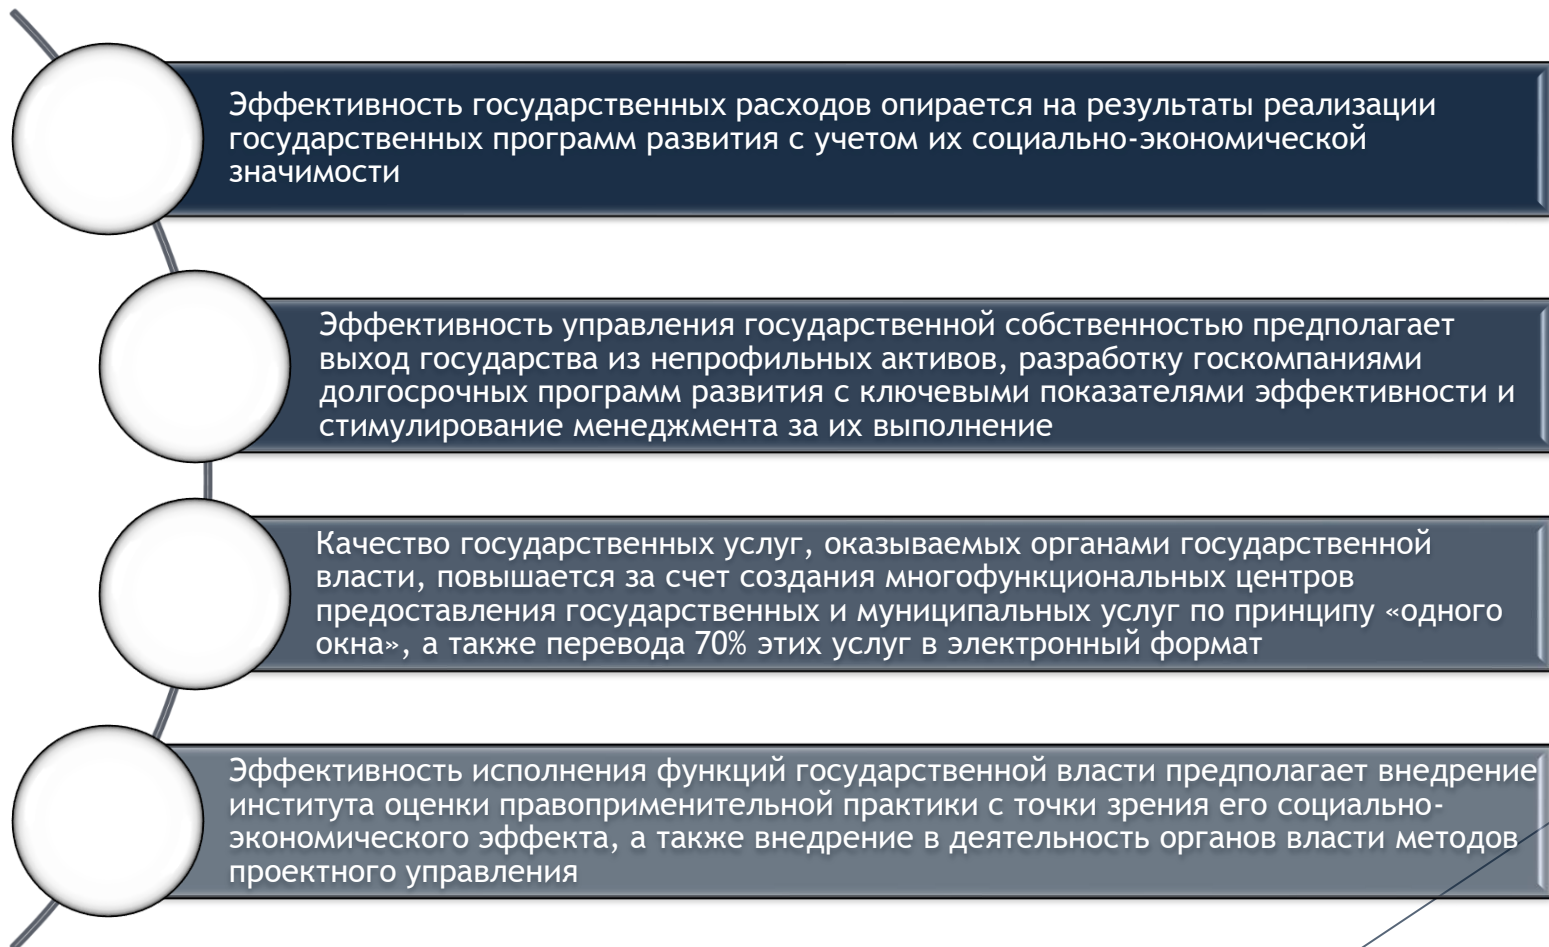 Эффективность государственных расходов опирается на результаты реализации
государственных программ развития с учетом их социально-экономической
значимости
Эффективность управления государственной собственностью предполагает
выход государства из непрофильных активов, разработку госкомпаниями
долгосрочных программ развития с ключевыми показателями эффективности и
стимулирование менеджмента за их выполнение
Качество государственных услуг, оказываемых органами государственной
власти, повышается за счет создания многофункциональных центров
предоставления государственных и муниципальных услуг по принципу «одного
окна», а также перевода 70% этих услуг в электронный формат
Эффективность исполнения функций государственной власти предполагает внедрение
института оценки правоприменительной практики с точки зрения его социально-
экономического эффекта, а также внедрение в деятельность органов власти методов
проектного управления